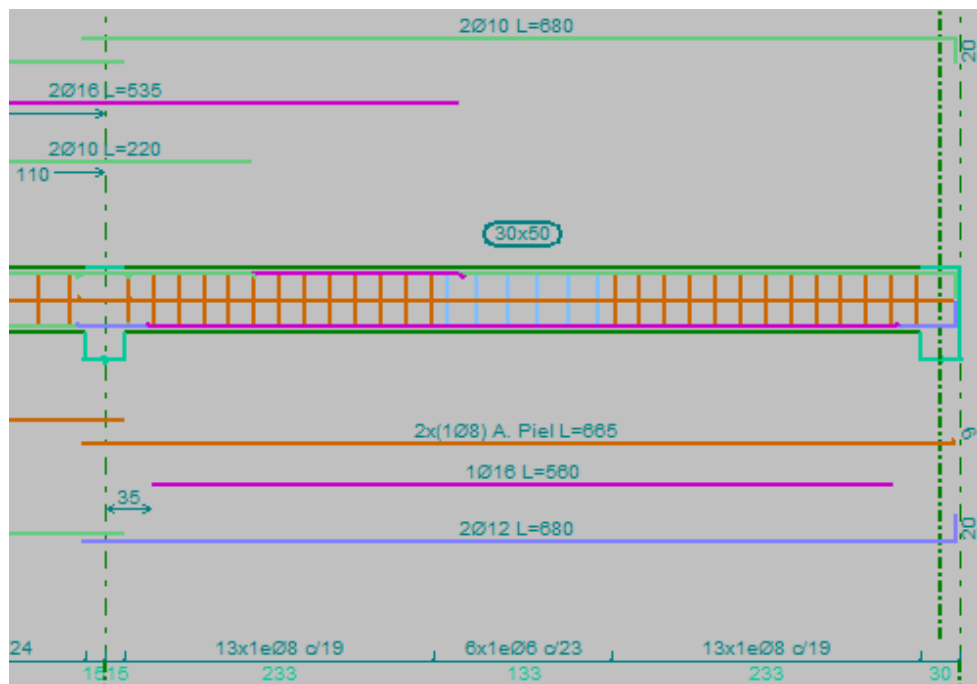 2Ø10 L=680
20
2Ø16 L=535
2Ø10 L=220
110
30x50
2x(1Ø8) A. Piel L=665
9
1Ø16 L=560
35
2Ø12 L=680
20
24
13x1eØ8 c/19
6x1eØ6 c/23
13x1eØ8 c/19
15 15
233
133
233
30